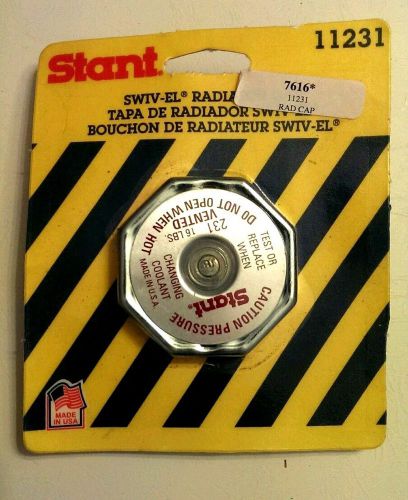 11231
Stant.
7616*
11231
RAD CAP
SWIV-EL® RADIA
TAPA DE RADIADOR SWIV-E
BOUCHON DE RADIATEUR SWIV-EL®
DO NOT OPEN WHEN HOT
231 16 LBS.
VENTED
TEST OR
REPLACE
WHEN
CHANGING
COOLANT
MADE IN U.S.A.
Stant.
CAUTION PRESSURE
MADE
IN USA